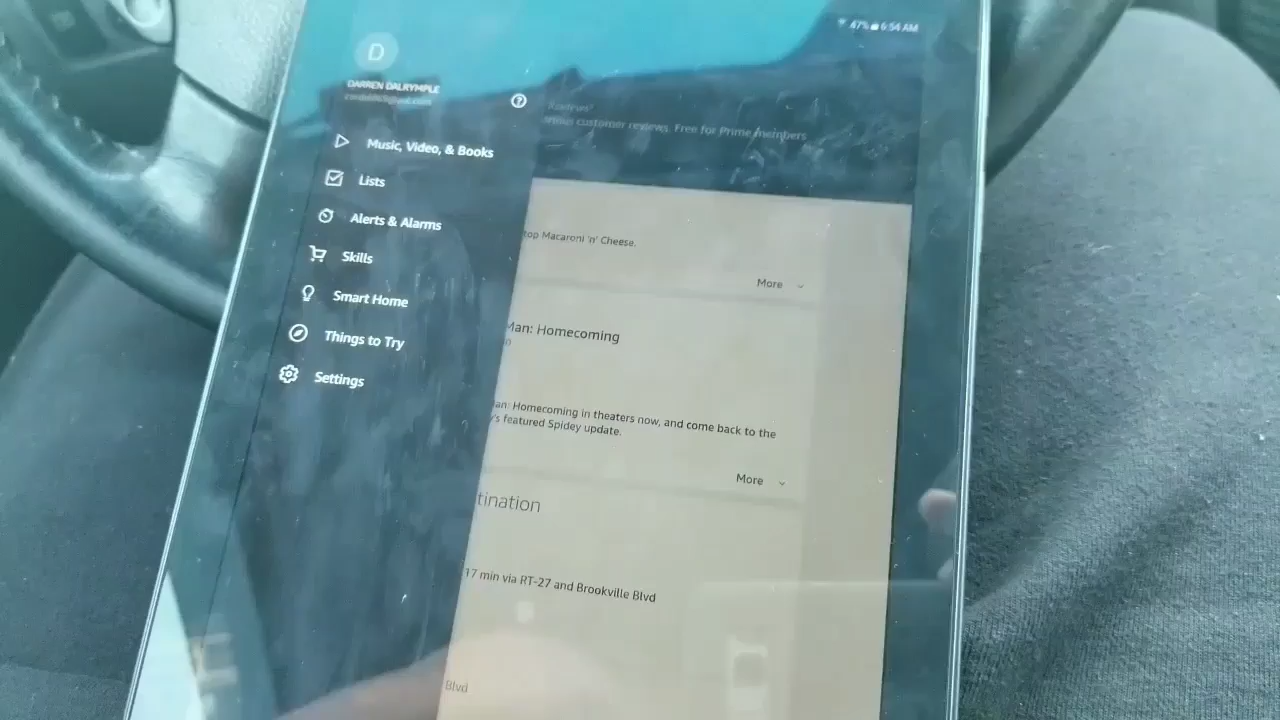 47% 6:54 AM
D
DARREN DALRYMPLE
customer reviews. Free for Prime members
Music, Video, & Books
Lists
top Macaroni 'n' Cheese.
Alerts & Alarms
Skills
More
Smart Home
Man: Homecoming
Things to Try
Settings
an: Homecoming in theaters now, and come back to the
's featured Spidey update.
More
tination
17 min via RT-27 and Brookville Blvd
Blvd